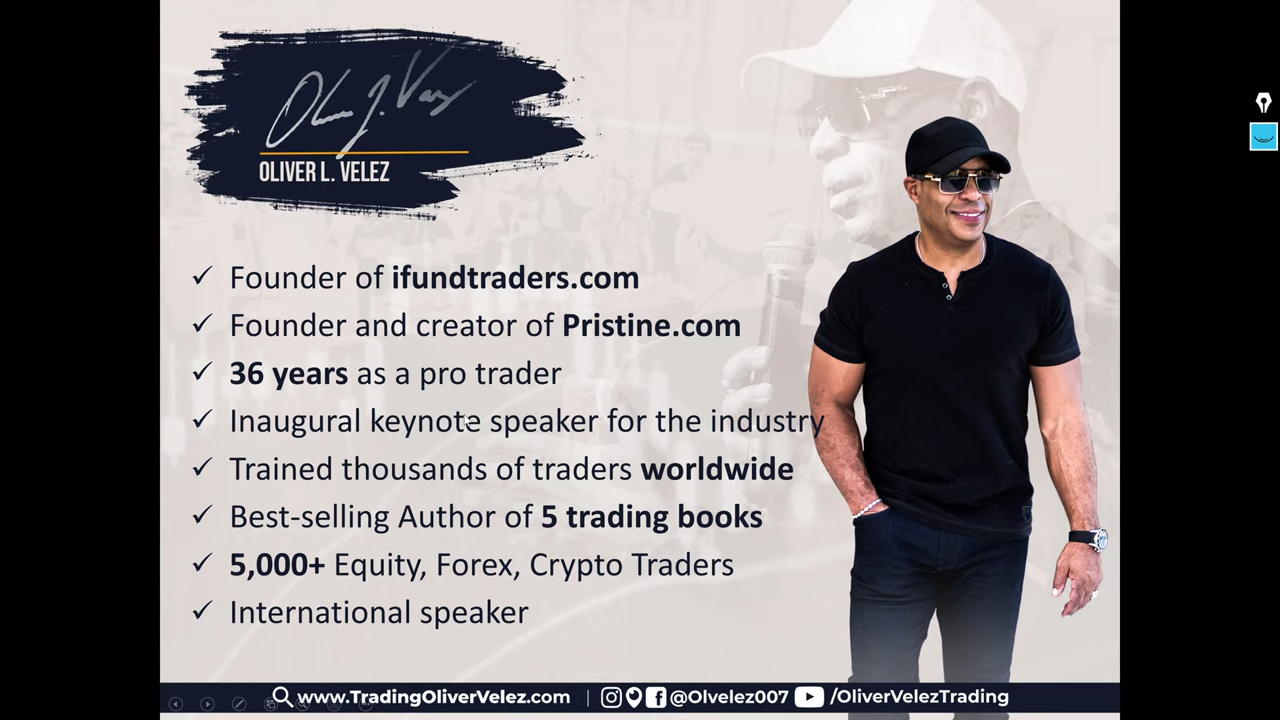 OLIVER L. VELEZ
✓ Founder of ifundtraders.com
✓ Founder and creator of Pristine.com
✓ 36 years as a pro trader
✓ Inaugural keynote speaker for the industry
✓ Trained thousands of traders worldwide
✓ Best-selling Author of 5 trading books
✓ 5,000+ Equity, Forex, Crypto Traders
✓ International speaker
www.TradingOliverVelez.com | @Olvelez007 /OliverVelezTrading